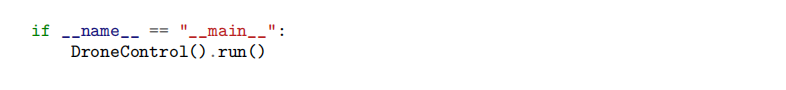 if __name__ == "__main__":
    DroneControl().run()